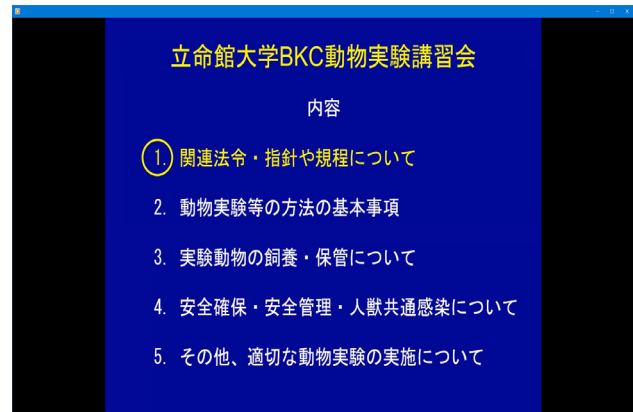 立命館大学BKC動物実験講習会
内容
1. 関連法令・指針や規程について
2. 動物実験等の方法の基本事項
3. 実験動物の飼養・保管について
4. 安全確保・安全管理・人獣共通感染について
5. その他、適切な動物実験の実施について